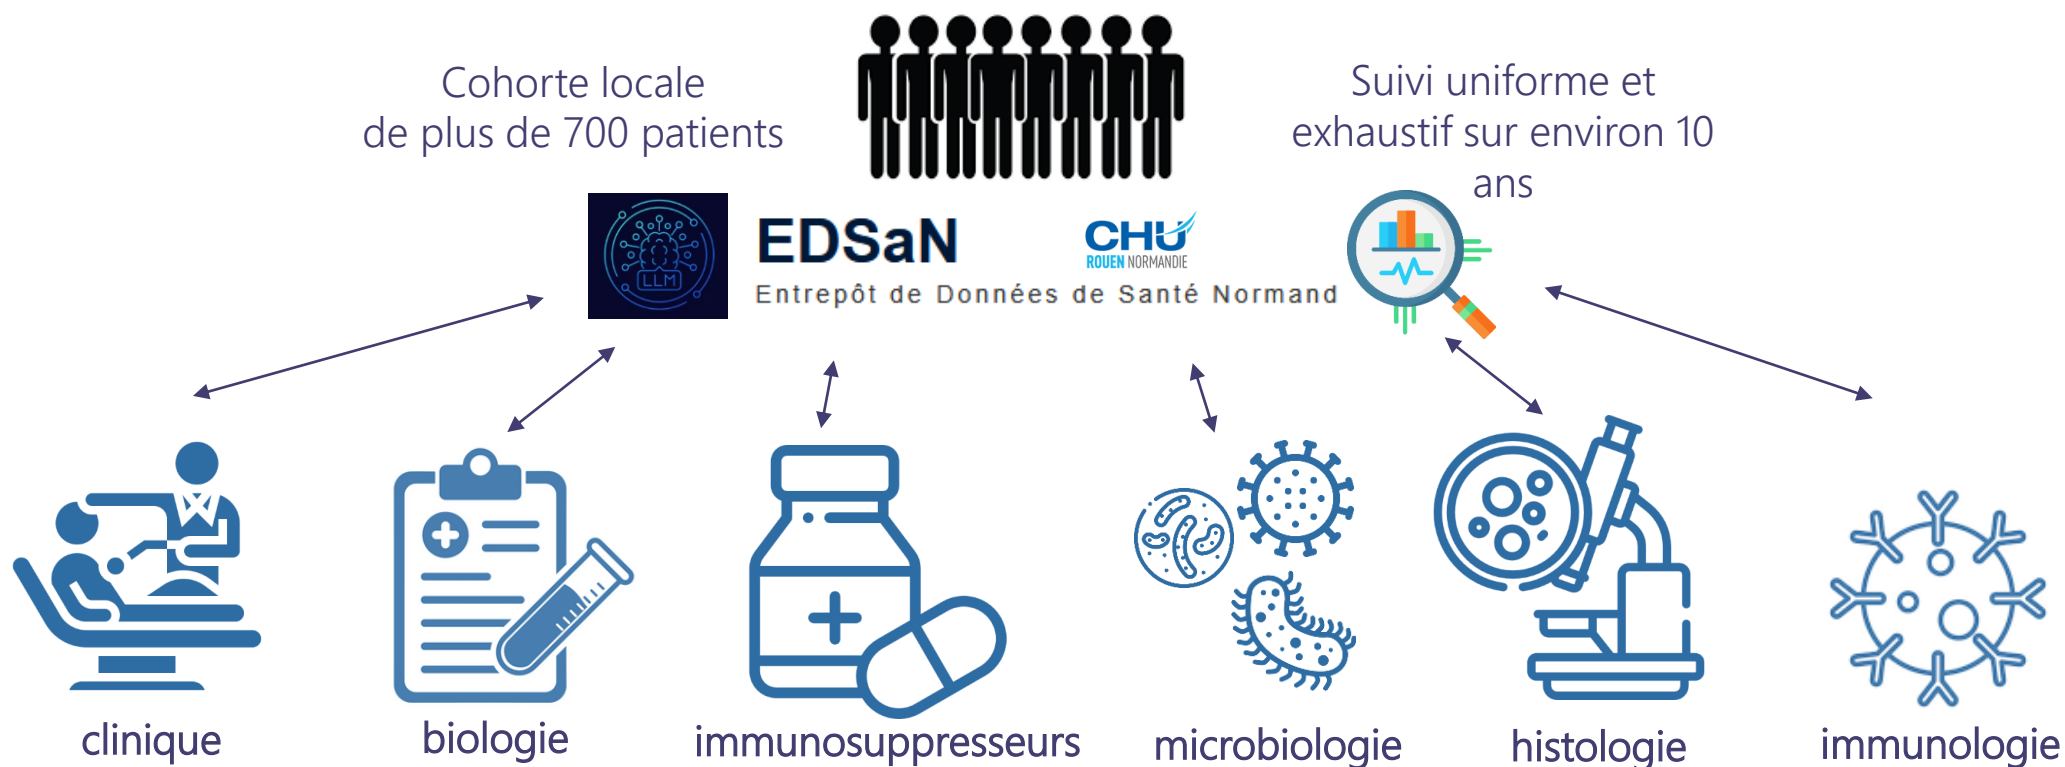 Cohorte locale
de plus de 700 patients
Suivi uniforme et
exhaustif sur environ 10
ans
LLM
EDSaN
CHU
ROUEN NORMANDIE
Entrepôt de Données de Santé Normand
clinique
biologie
immunosuppresseurs
microbiologie
histologie
immunologie